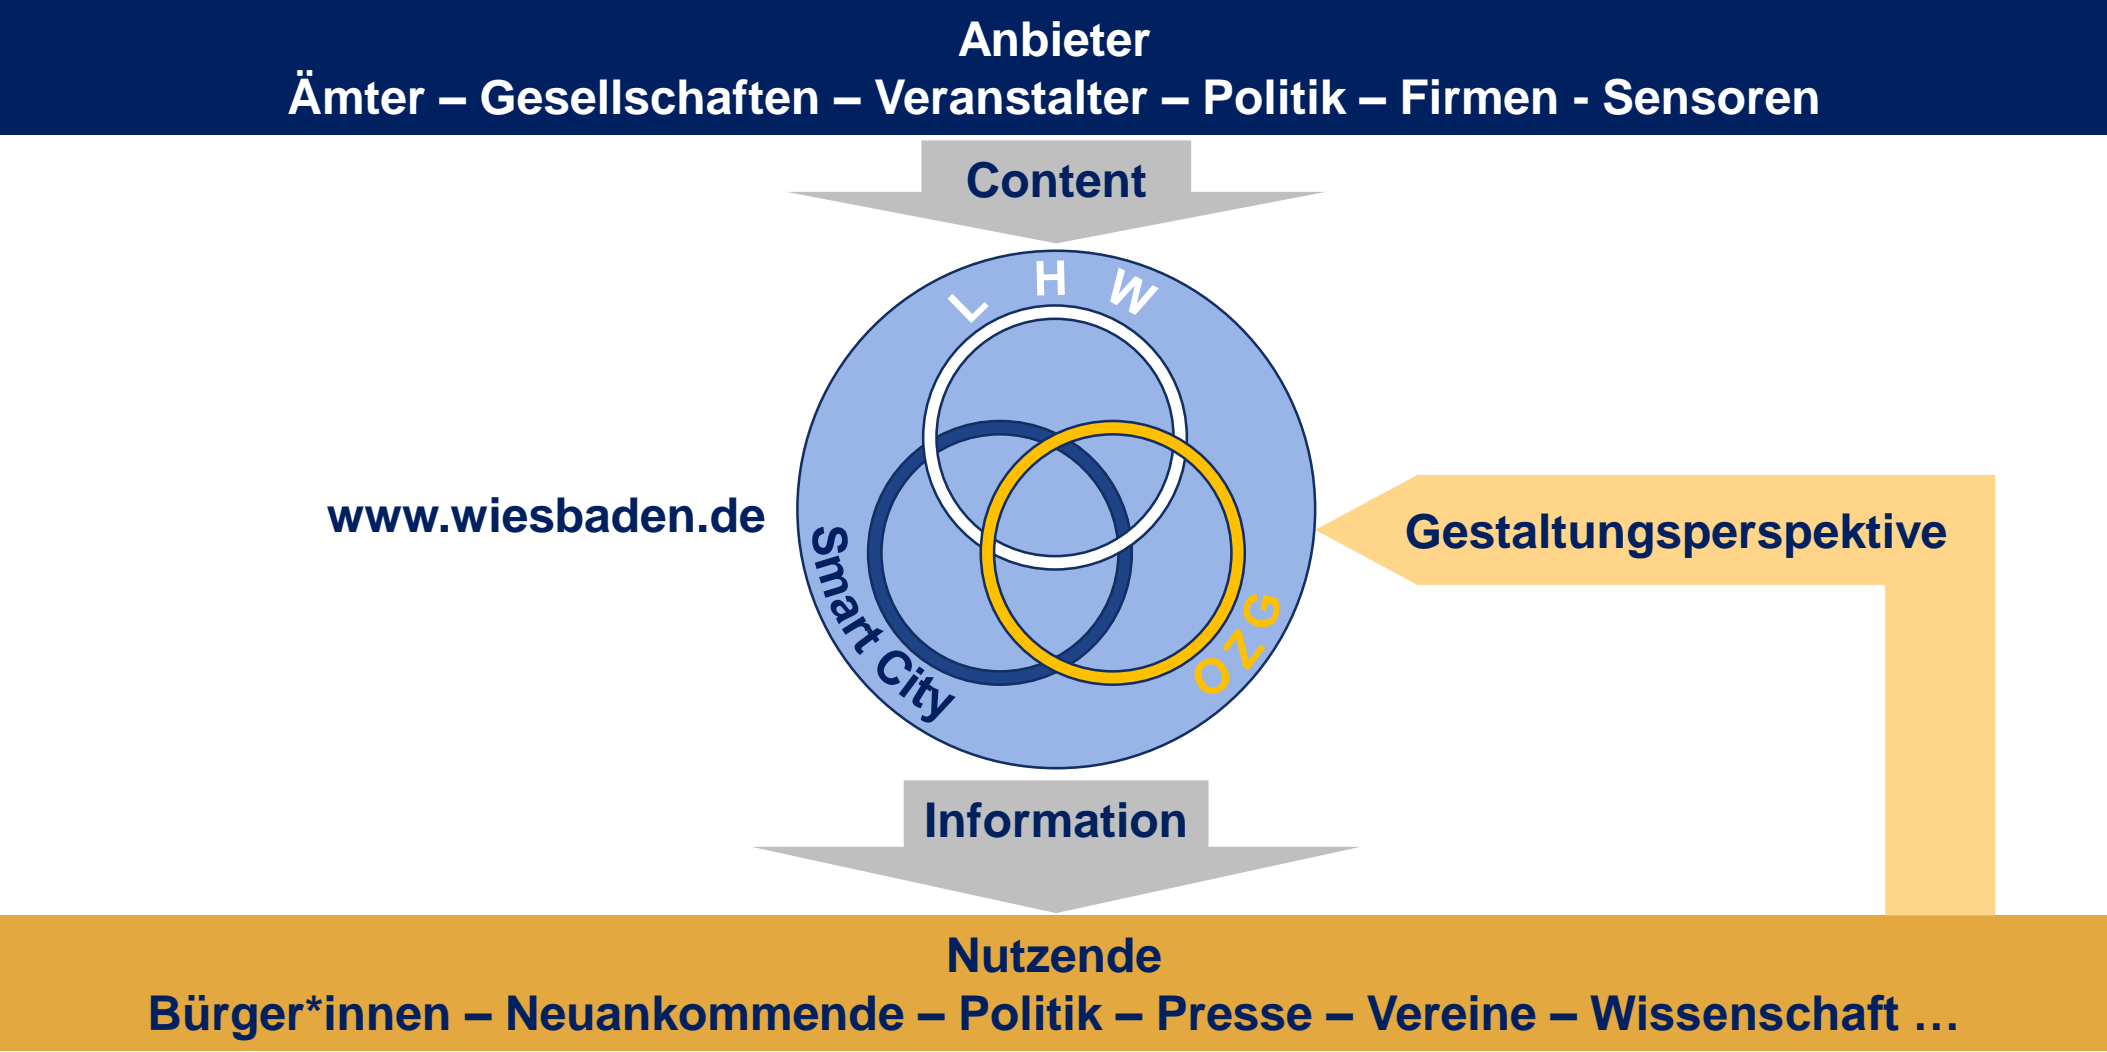 Anbieter
Ämter – Gesellschaften – Veranstalter – Politik – Firmen - Sensoren
Content
L H W
www.wiesbaden.de
Gestaltungsperspektive
Smart City
OZG
Information
Nutzende
Bürger*innen – Neuankommende – Politik – Presse – Vereine – Wissenschaft …